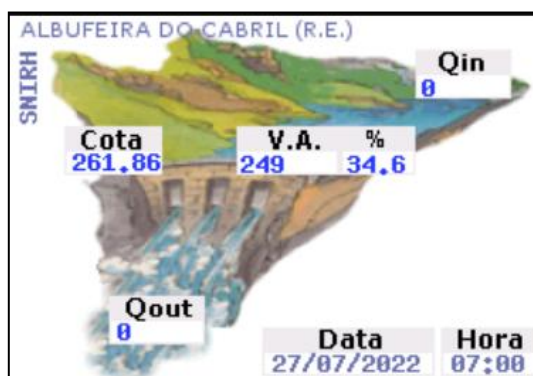 ALBUFEIRA DO CABRIL (R.E.)
SNIRH
Qin
0
Cota V.A. %
261.86 249 34.6
Qout
0
Data Hora
27/07/2022 07:00